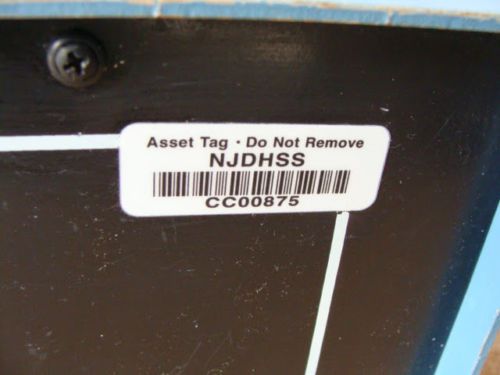 Asset Tag · Do Not Remove
NJDHSS
CC00875